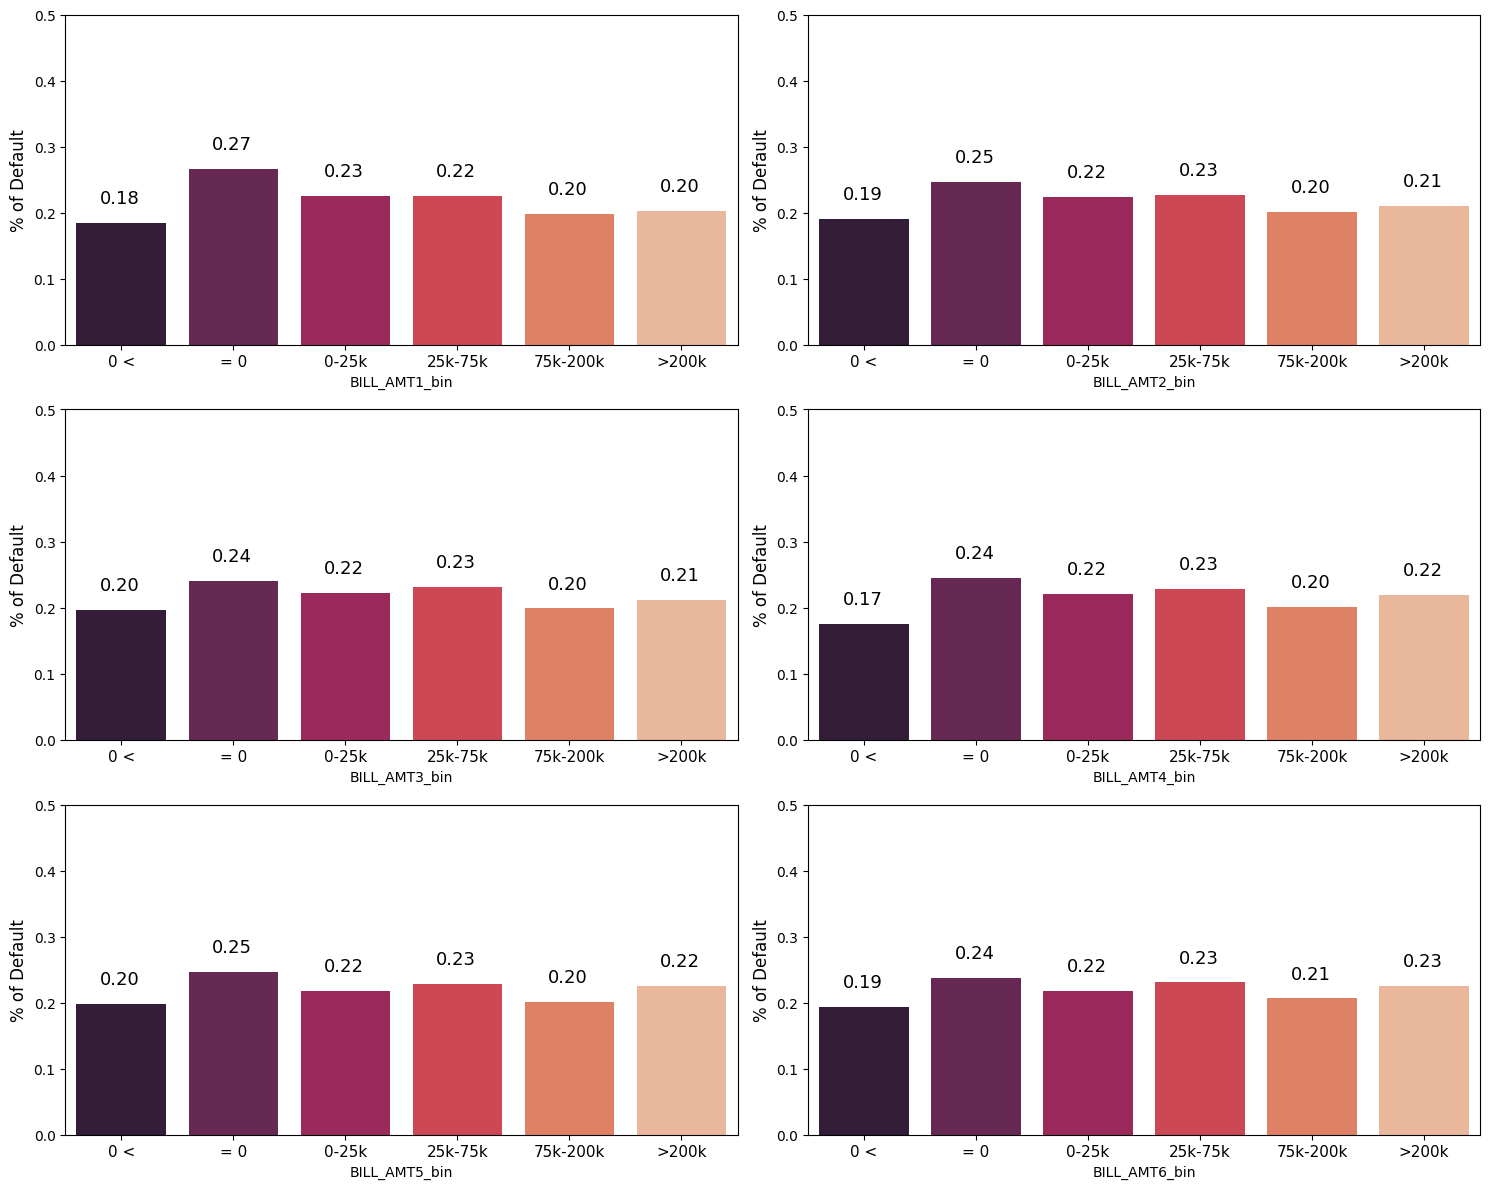 % of Default
0.5
0.4
0.3
0.2
0.1
0.0
0.18
0.27
0.23
0.22
0.20
0.20
0 <
= 0
0-25k
25k-75k
75k-200k
>200k
BILL_AMT1_bin
% of Default
0.5
0.4
0.3
0.2
0.1
0.0
0.19
0.25
0.22
0.23
0.20
0.21
0 <
= 0
0-25k
25k-75k
75k-200k
>200k
BILL_AMT2_bin
% of Default
0.5
0.4
0.3
0.2
0.1
0.0
0.20
0.24
0.22
0.23
0.20
0.21
0 <
= 0
0-25k
25k-75k
75k-200k
>200k
BILL_AMT3_bin
% of Default
0.5
0.4
0.3
0.2
0.1
0.0
0.17
0.24
0.22
0.23
0.20
0.22
0 <
= 0
0-25k
25k-75k
75k-200k
>200k
BILL_AMT4_bin
% of Default
0.5
0.4
0.3
0.2
0.1
0.0
0.20
0.25
0.22
0.23
0.20
0.22
0 <
= 0
0-25k
25k-75k
75k-200k
>200k
BILL_AMT5_bin
% of Default
0.5
0.4
0.3
0.2
0.1
0.0
0.19
0.24
0.22
0.23
0.21
0.23
0 <
= 0
0-25k
25k-75k
75k-200k
>200k
BILL_AMT6_bin